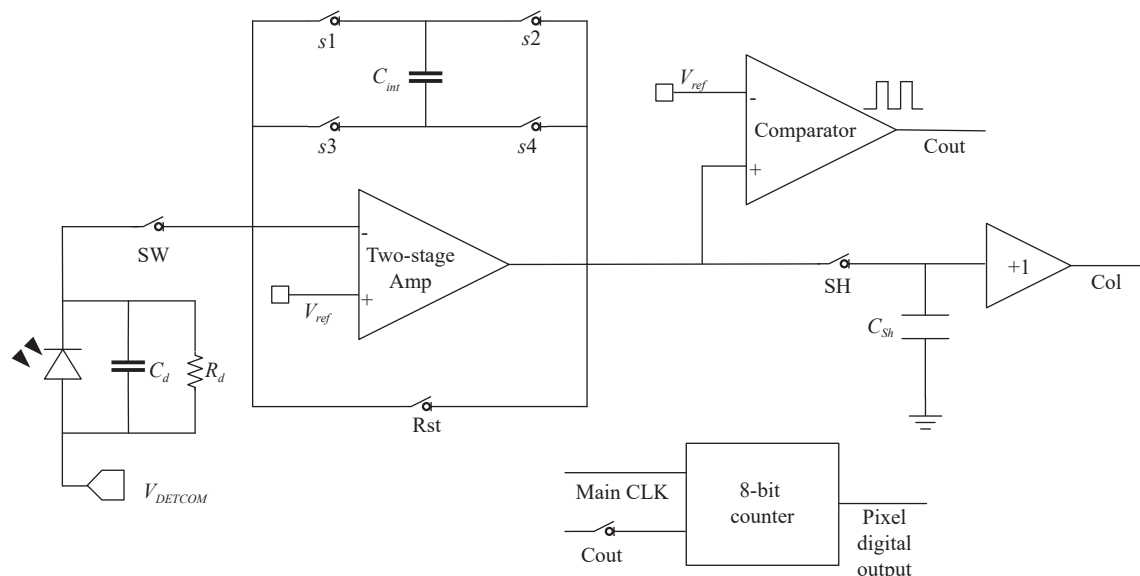 s1
s2
C_int
V_ref
-
Comparator
Cout
s3
s4
+
SW
-
Two-stage
Amp
+1
SH
Col
+
V_ref
C_Sh
C_d
R_d
Rst
V_DETCOM
Main CLK
8-bit
counter
Cout
Pixel
digital
output